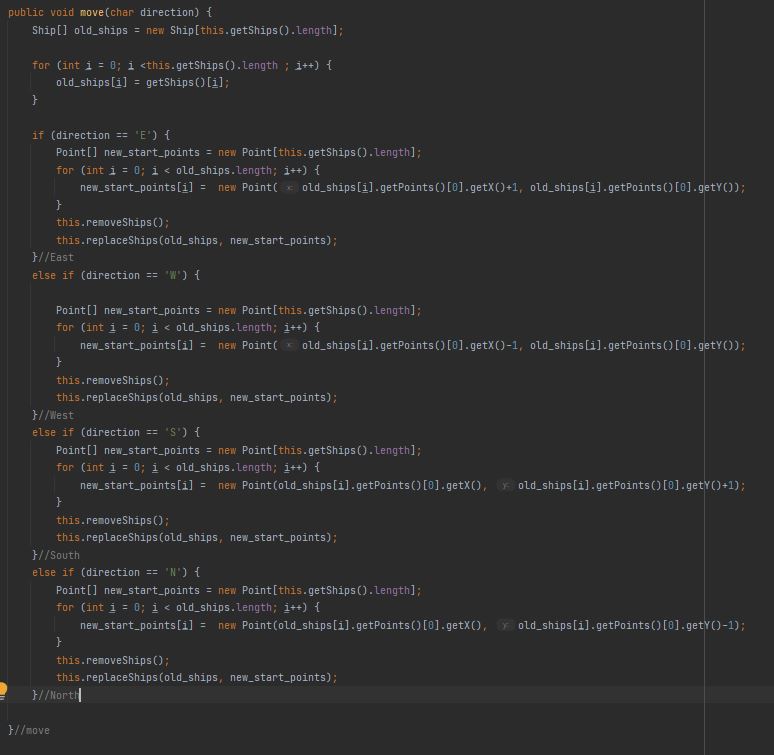 public void move(char direction) {
    Ship[] old_ships = new Ship[this.getShips().length];

    for (int i = 0; i <this.getShips().length ; i++) {
        old_ships[i] = getShips()[i];
    }

    if (direction == 'E') {
        Point[] new_start_points = new Point[this.getShips().length];
        for (int i = 0; i < old_ships.length; i++) {
            new_start_points[i] =  new Point( x: old_ships[i].getPoints()[0].getX()+1, old_ships[i].getPoints()[0].getY());
        }
        this.removeShips();
        this.replaceShips(old_ships, new_start_points);
    }//East
    else if (direction == 'W') {

        Point[] new_start_points = new Point[this.getShips().length];
        for (int i = 0; i < old_ships.length; i++) {
            new_start_points[i] =  new Point( x: old_ships[i].getPoints()[0].getX()-1, old_ships[i].getPoints()[0].getY());
        }
        this.removeShips();
        this.replaceShips(old_ships, new_start_points);
    }//West
    else if (direction == 'S') {
        Point[] new_start_points = new Point[this.getShips().length];
        for (int i = 0; i < old_ships.length; i++) {
            new_start_points[i] =  new Point(old_ships[i].getPoints()[0].getX(), y: old_ships[i].getPoints()[0].getY()+1);
        }
        this.removeShips();
        this.replaceShips(old_ships, new_start_points);
    }//South
    else if (direction == 'N') {
        Point[] new_start_points = new Point[this.getShips().length];
        for (int i = 0; i < old_ships.length; i++) {
            new_start_points[i] =  new Point(old_ships[i].getPoints()[0].getX(), y: old_ships[i].getPoints()[0].getY()-1);
        }
        this.removeShips();
        this.replaceShips(old_ships, new_start_points);
    }//North

}//move